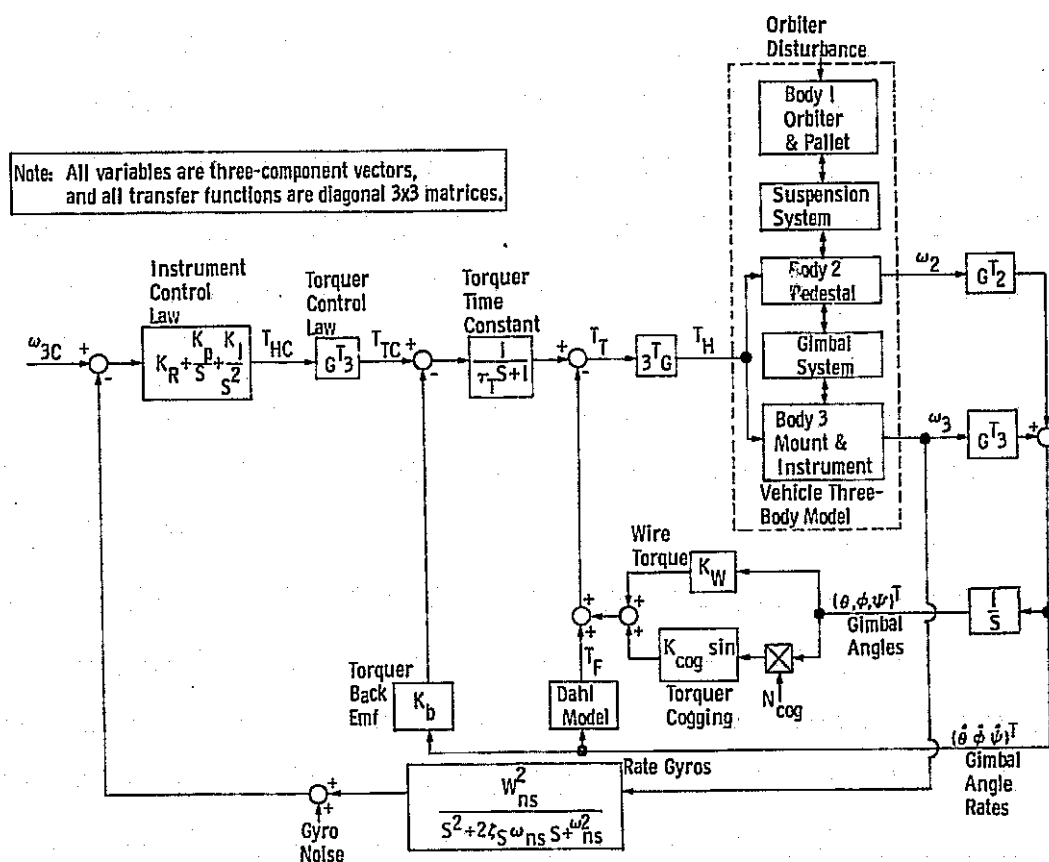 Orbiter
Disturbance
Body 1
Orbiter
& Pallet
Note: All variables are three-component vectors,
and all transfer functions are diagonal 3x3 matrices.
Suspension
System
Instrument
Control
Law
Torquer
Control
Law
Torquer
Time
Constant
Body 2
Pedestal
ω2
GT2
ω3C
+
-
KR + Kp/S + KI/S²
THC
GT3
TTC
+
-
1/(τTS+1)
+
-
TT
3TG
TH
Gimbal
System
Body 3
Mount &
Instrument
ω3
GT3
+
-
Vehicle Three-
Body Model
Wire
Torque
KW
(θ,ϕ,ψ)T
Gimbal
Angles
1/S
+
+
+
+
Kcog sin
Ncog
Torquer
Cogging
TF
Torquer
Back
Emf
Kb
Dahl
Model
(θ̇ ϕ̇ ψ̇)T
Gimbal
Angle
Rates
Rate Gyros
W²ns/(S²+2ζSωnsS+ω²ns)
+
+
Gyro
Noise